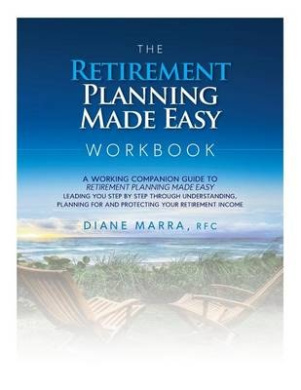 THE
RETIREMENT
PLANNING
MADE EASY
WORKBOOK
A WORKING COMPANION GUIDE TO
RETIREMENT PLANNING MADE EASY
LEADING YOU STEP BY STEP THROUGH UNDERSTANDING,
PLANNING FOR AND PROTECTING YOUR RETIREMENT INCOME
DIANE MARRA, RFC